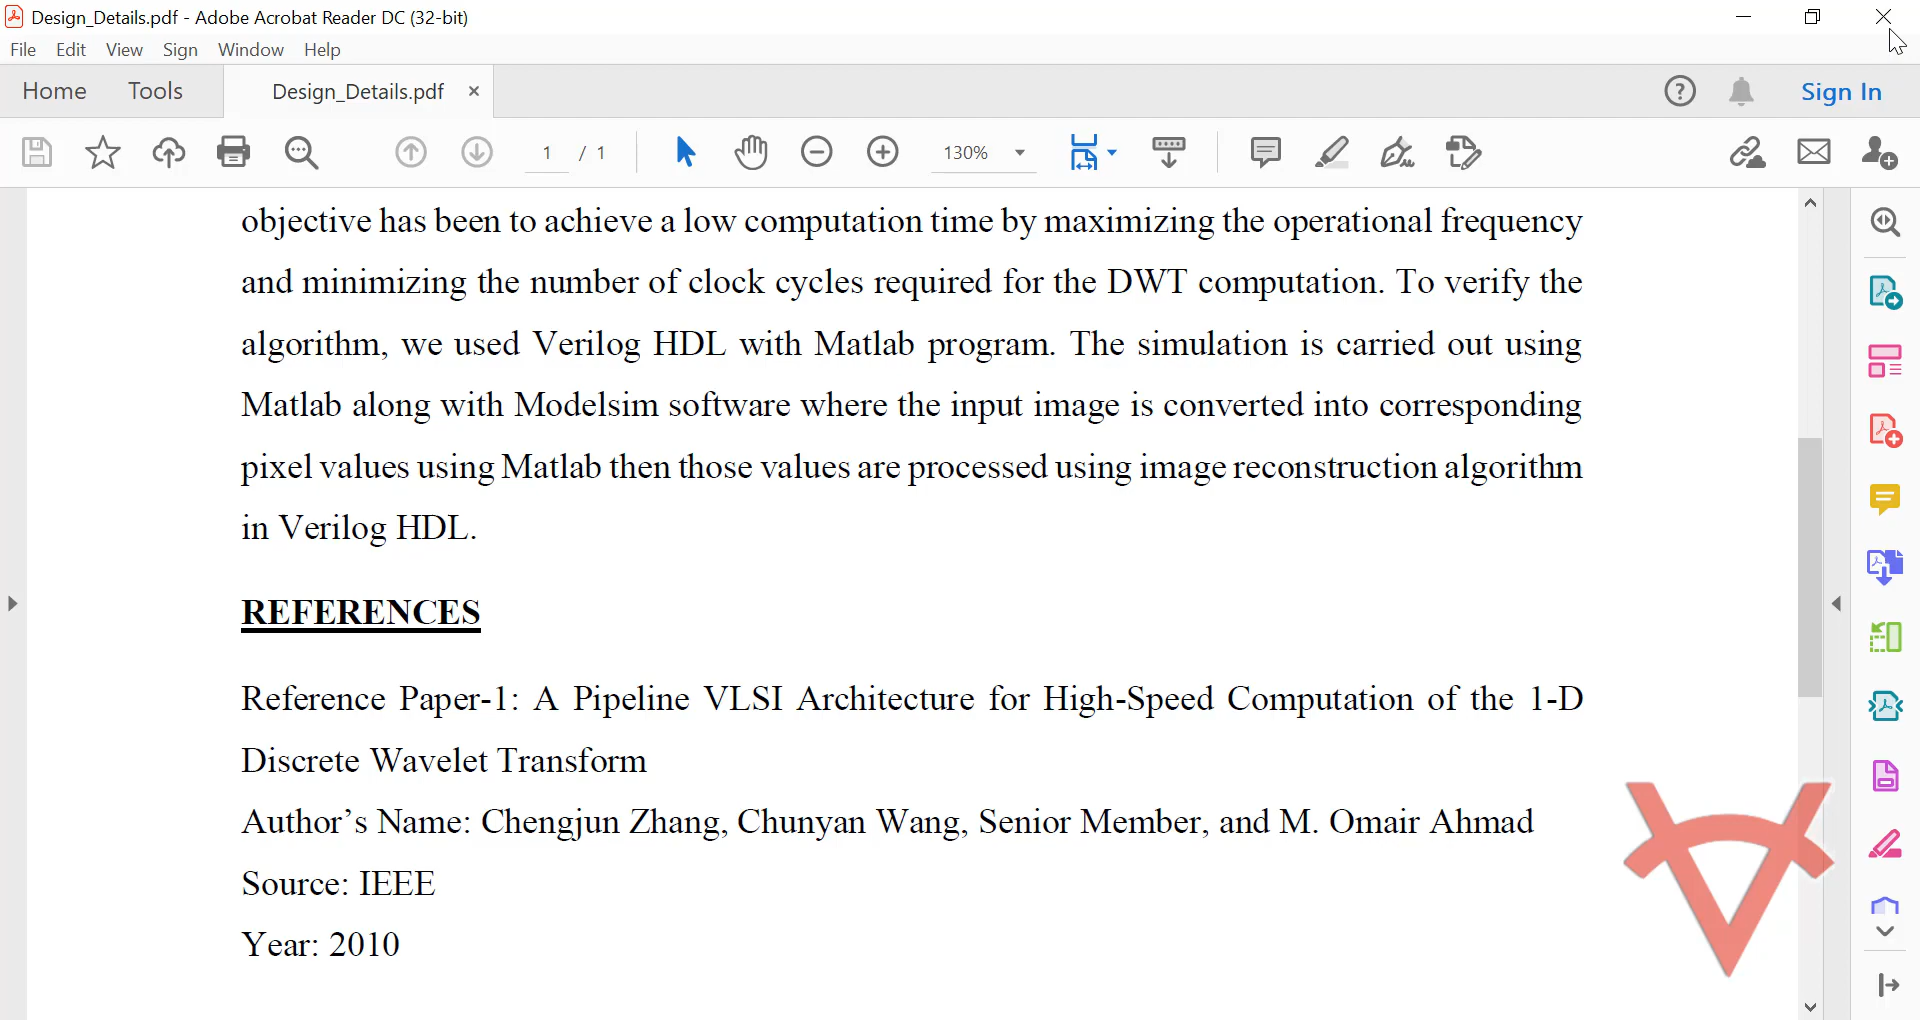 Design_Details.pdf - Adobe Acrobat Reader DC (32-bit)
File Edit View Sign Window Help
Home Tools Design_Details.pdf × Sign In
1 / 1 130%
objective has been to achieve a low computation time by maximizing the operational frequency
and minimizing the number of clock cycles required for the DWT computation. To verify the
algorithm, we used Verilog HDL with Matlab program. The simulation is carried out using
Matlab along with Modelsim software where the input image is converted into corresponding
pixel values using Matlab then those values are processed using image reconstruction algorithm
in Verilog HDL.
REFERENCES
Reference Paper-1: A Pipeline VLSI Architecture for High-Speed Computation of the 1-D
Discrete Wavelet Transform
Author’s Name: Chengjun Zhang, Chunyan Wang, Senior Member, and M. Omair Ahmad
Source: IEEE
Year: 2010